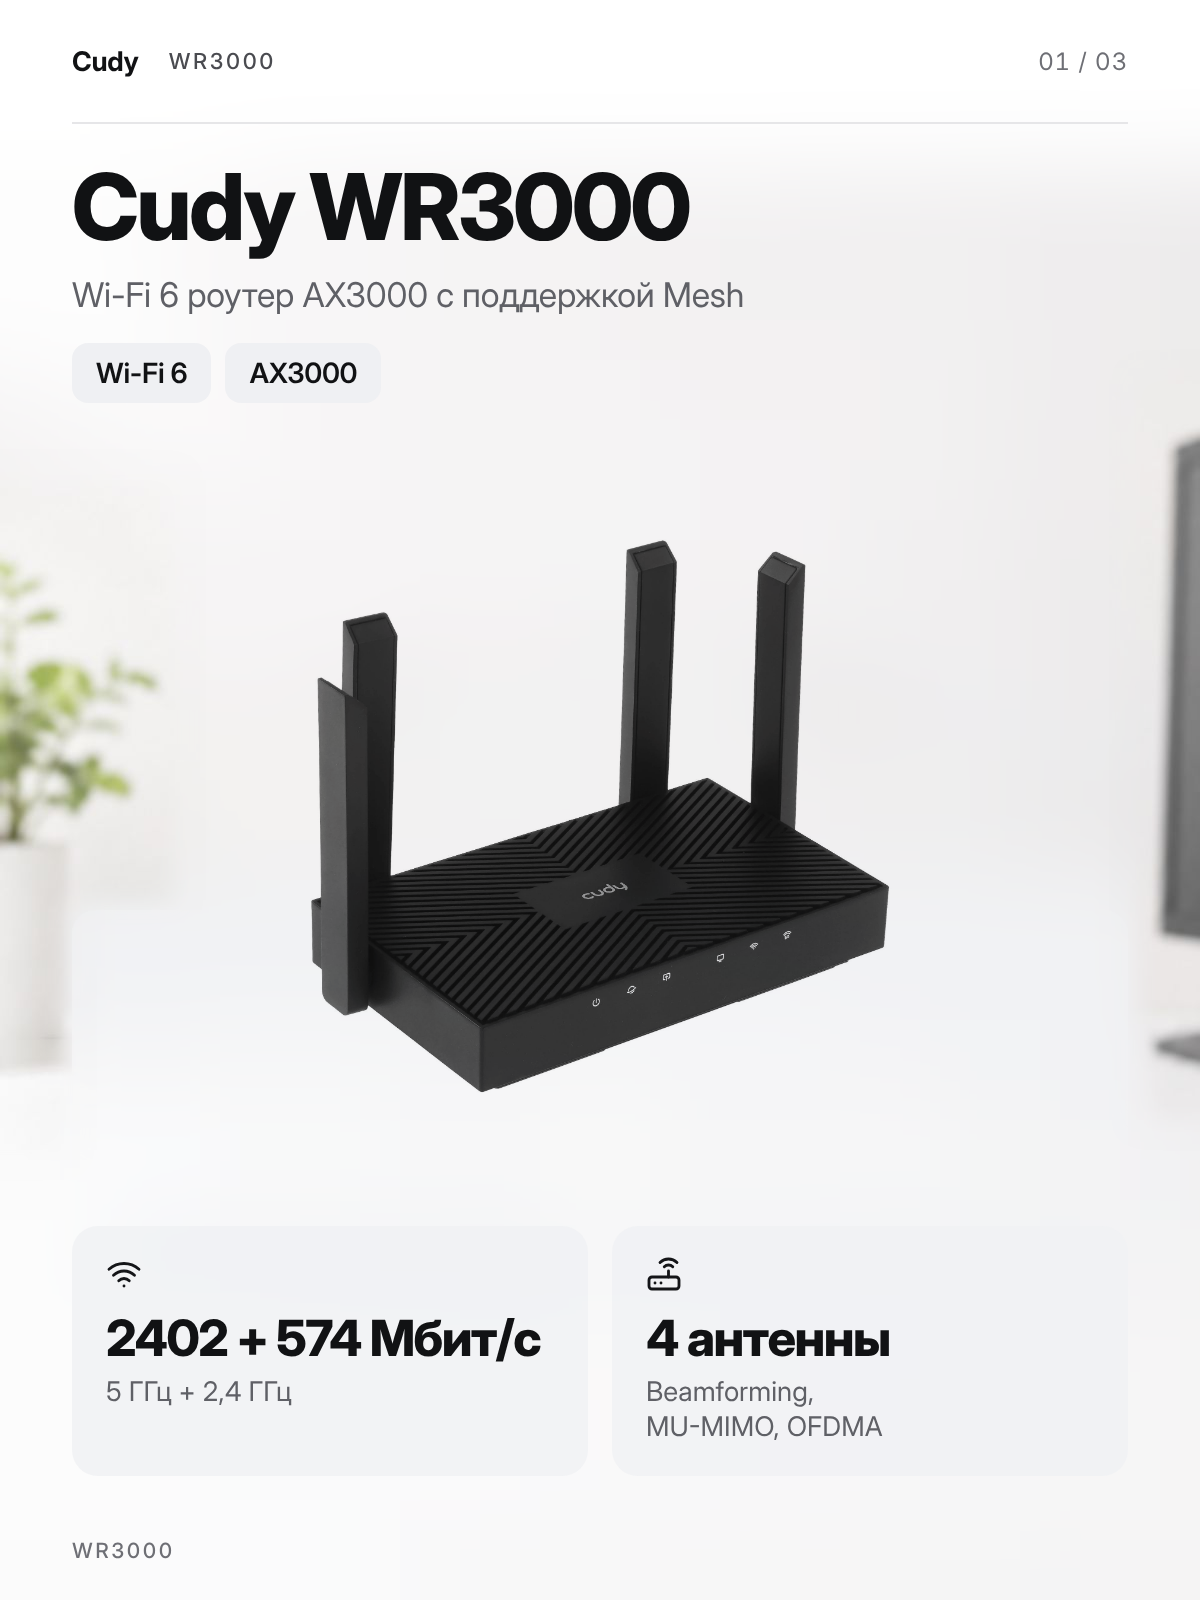 Cudy WR3000 01 / 03
Cudy WR3000
Wi-Fi 6 роутер AX3000 с поддержкой Mesh
Wi-Fi 6 AX3000
cudy
2402 + 574 Мбит/с
5 ГГц + 2,4 ГГц
4 антенны
Beamforming,
MU-MIMO, OFDMA
WR3000